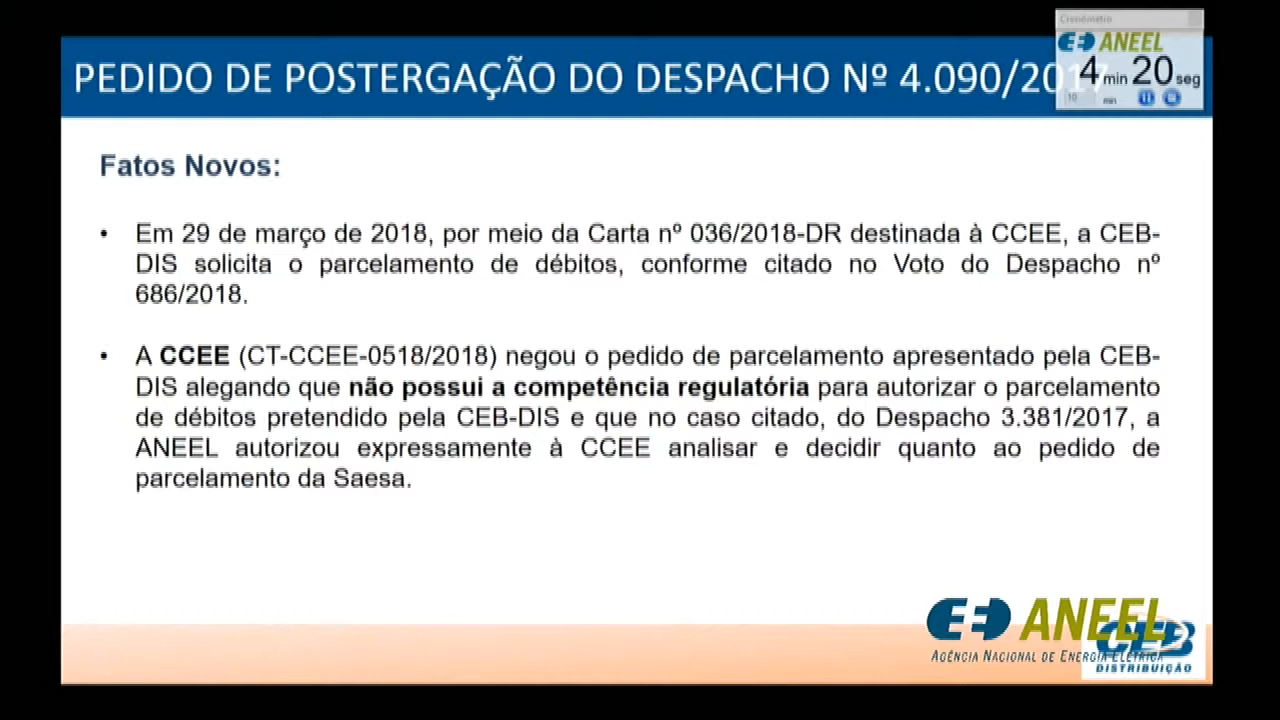 Cronômetro
ANEEL
PEDIDO DE POSTERGAÇÃO DO DESPACHO Nº 4.090/2017
4 min 20 seg
10 min
Fatos Novos:
• Em 29 de março de 2018, por meio da Carta nº 036/2018-DR destinada à CCEE, a CEB-
DIS solicita o parcelamento de débitos, conforme citado no Voto do Despacho nº
686/2018.
• A CCEE (CT-CCEE-0518/2018) negou o pedido de parcelamento apresentado pela CEB-
DIS alegando que não possui a competência regulatória para autorizar o parcelamento
de débitos pretendido pela CEB-DIS e que no caso citado, do Despacho 3.381/2017, a
ANEEL autorizou expressamente à CCEE analisar e decidir quanto ao pedido de
parcelamento da Saesa.
ANEEL
AGÊNCIA NACIONAL DE ENERGIA ELÉTRICA
CEB
DISTRIBUIÇÃO